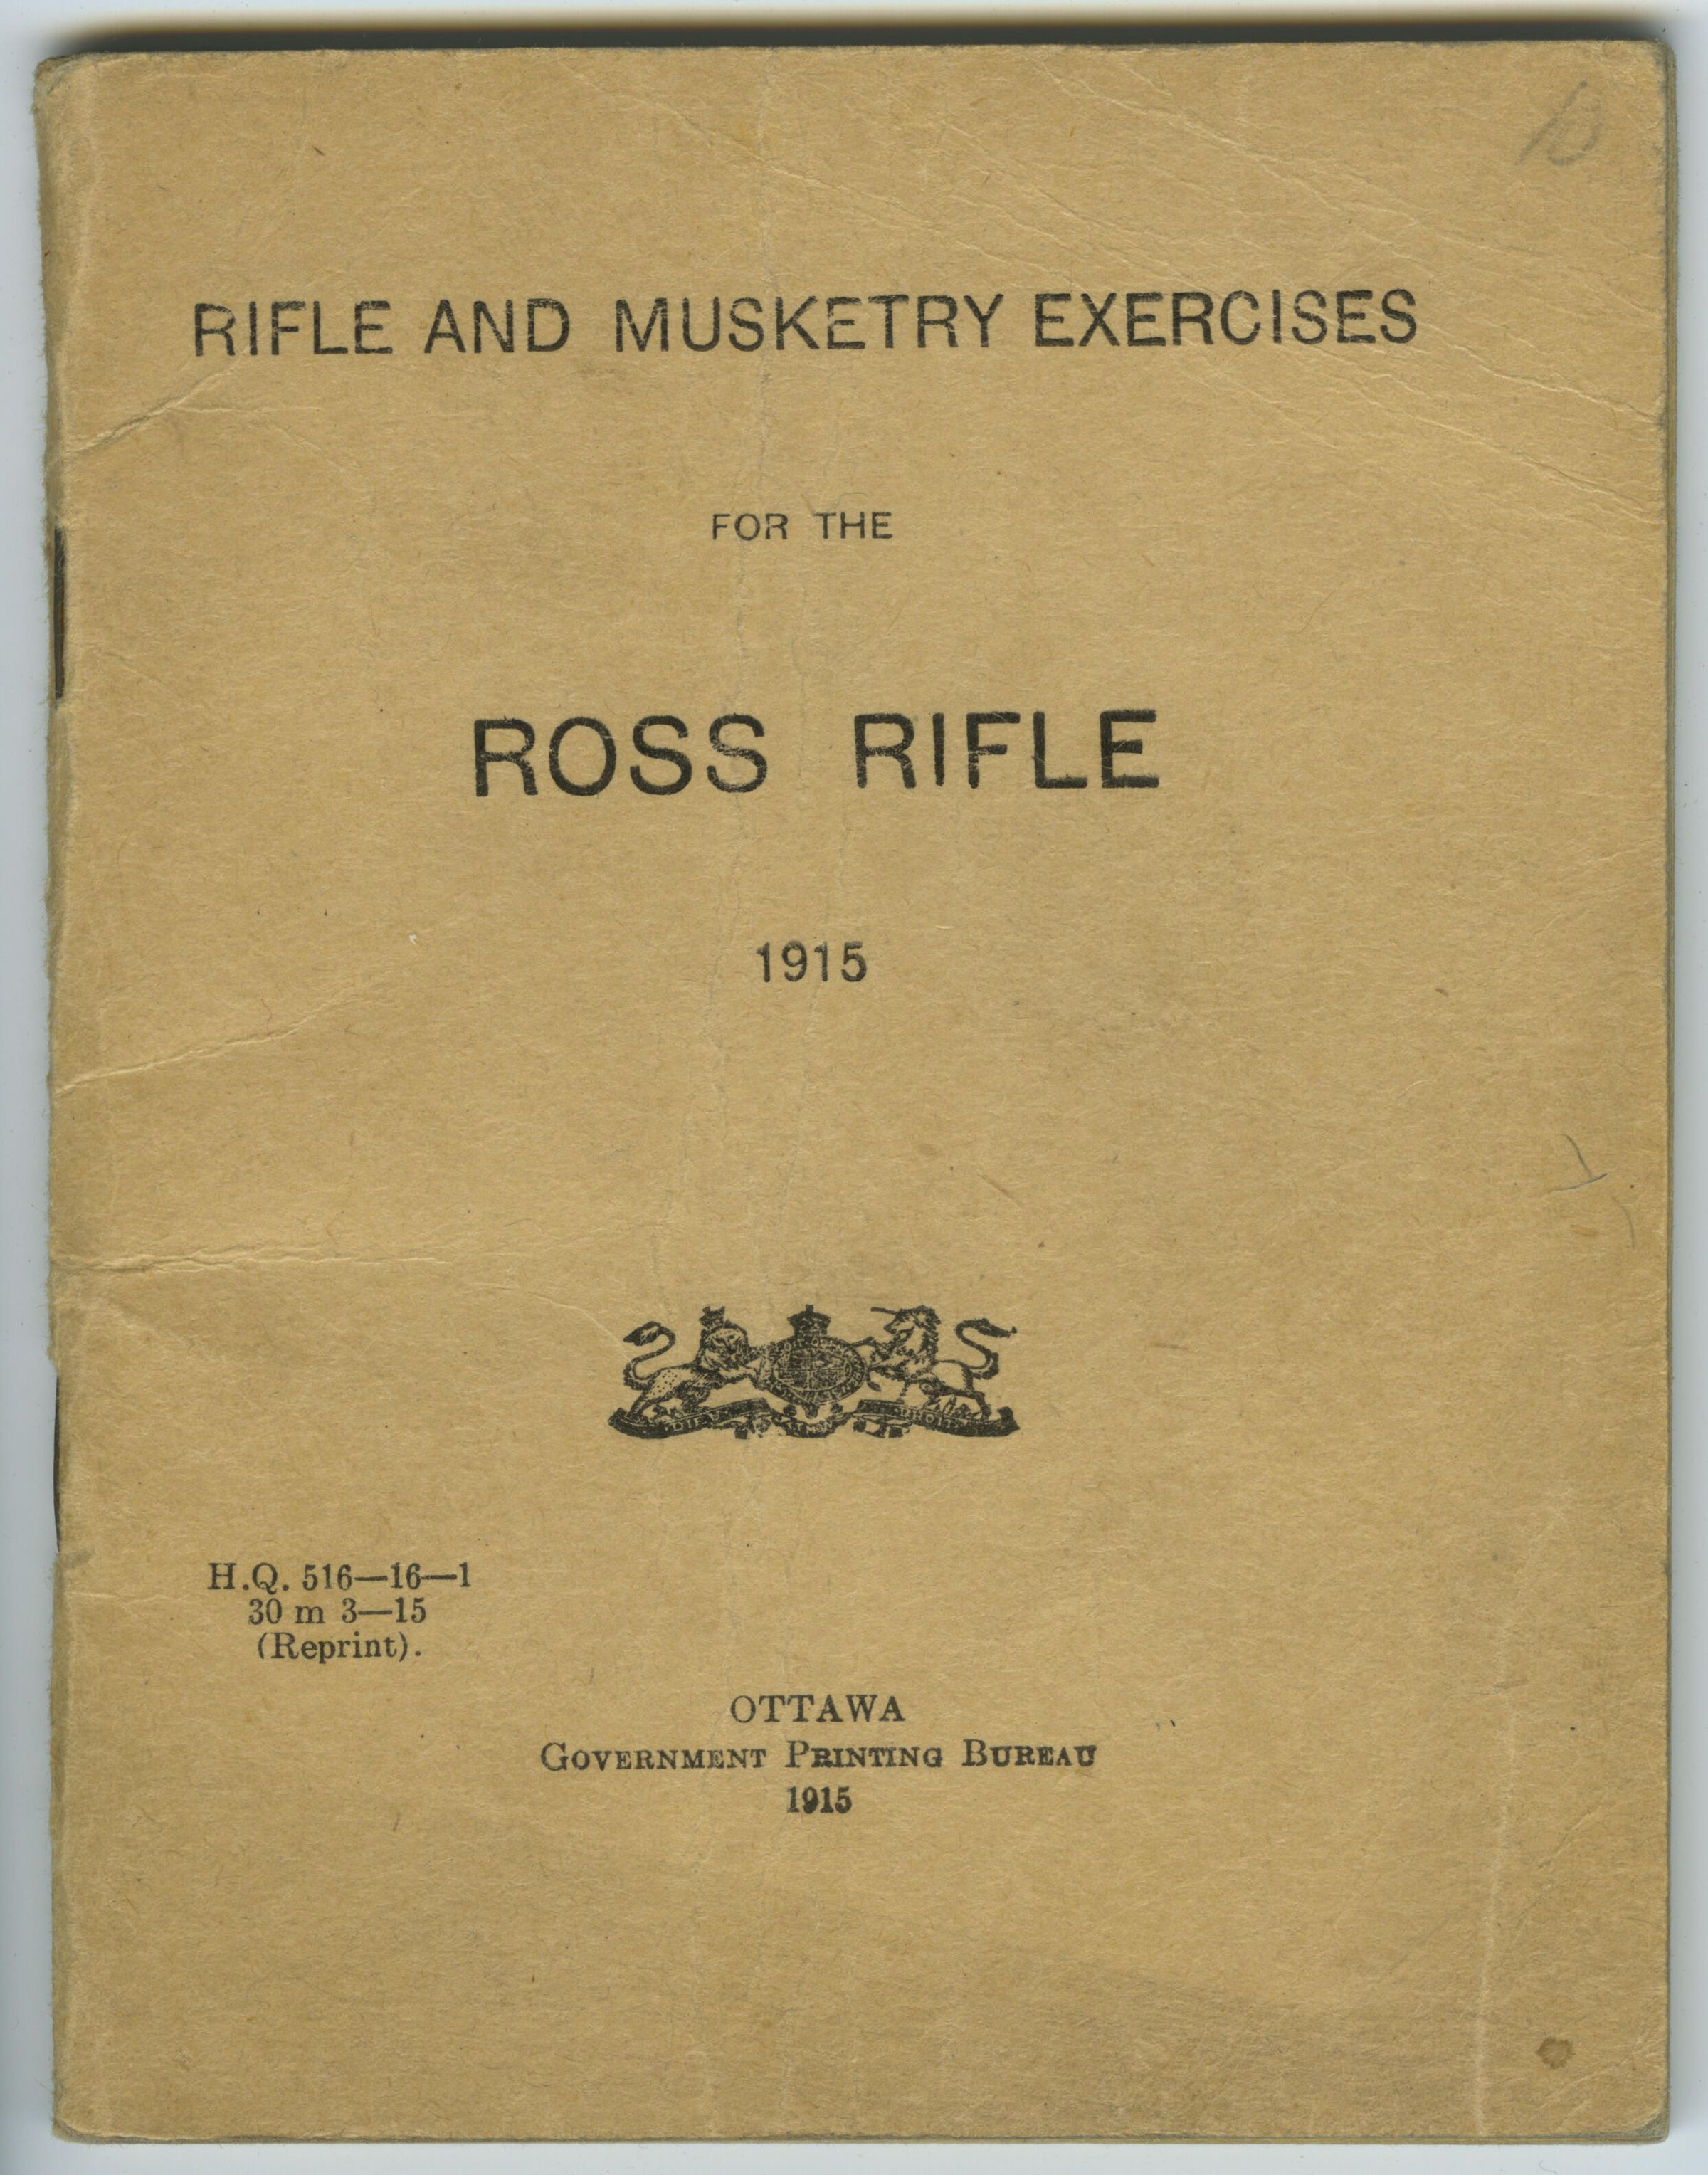 10
RIFLE AND MUSKETRY EXERCISES
FOR THE
ROSS RIFLE
1915
H.Q. 516—16—1
30 m 3—15
(Reprint).
OTTAWA
GOVERNMENT PRINTING BUREAU
1915